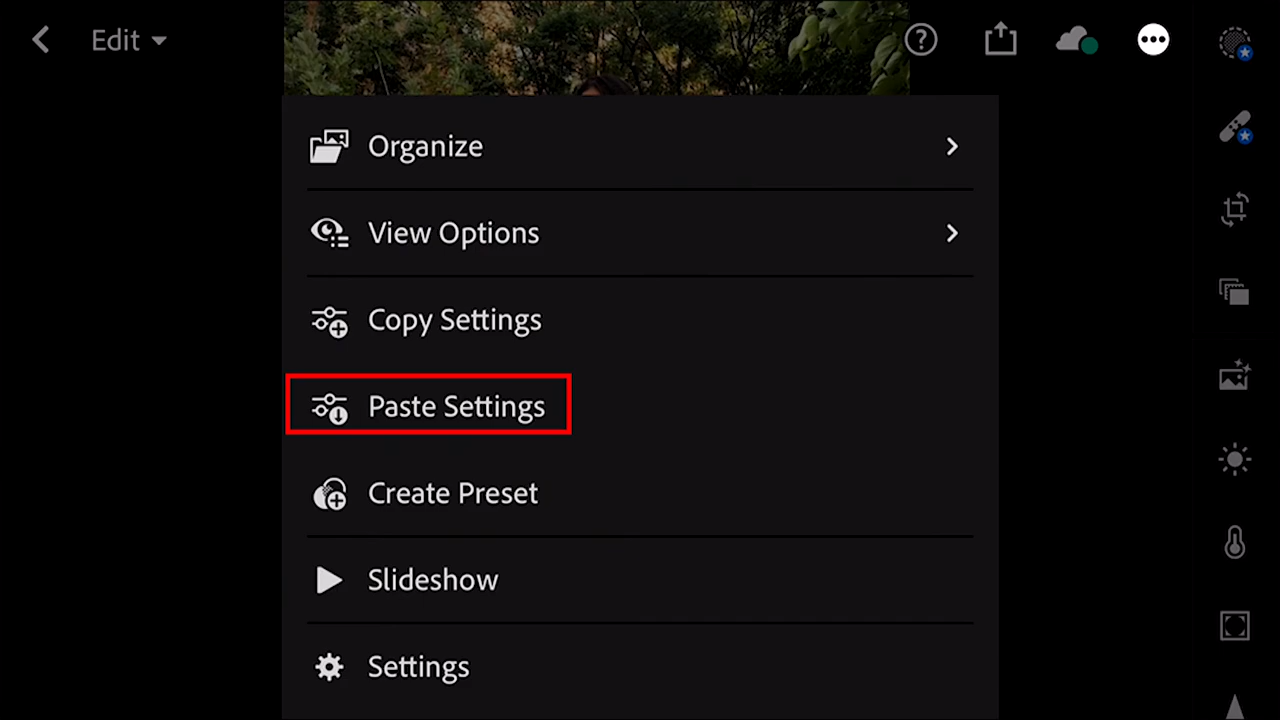 Edit
Organize
View Options
Copy Settings
Paste Settings
Create Preset
Slideshow
Settings